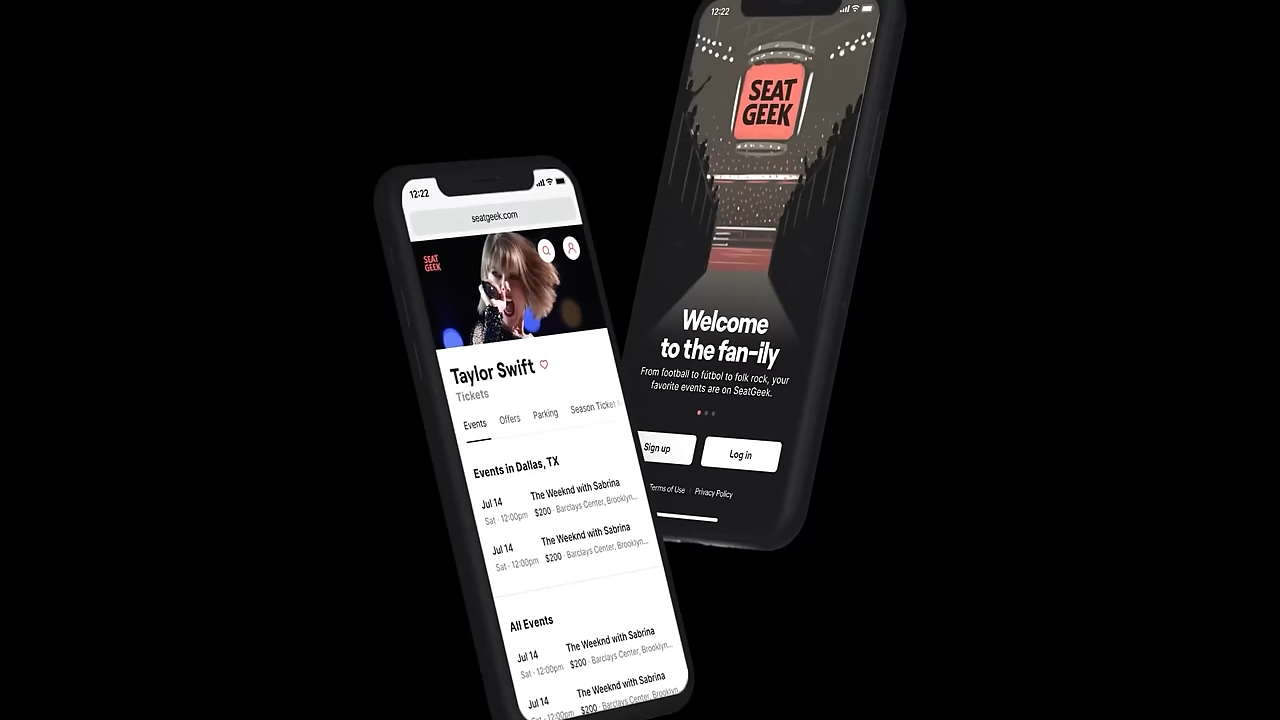 12:22
seatgeek.com
SEAT
GEEK
Taylor Swift
Tickets
Events Offers Parking Season Ticket
Events in Dallas, TX
Jul 14 The Weeknd with Sabrina
Sat · 12:00pm $200 · Barclays Center, Brooklyn...
Jul 14 The Weeknd with Sabrina
Sat · 12:00pm $200 · Barclays Center, Brooklyn...
All Events
Jul 14 The Weeknd with Sabrina
Sat · 12:00pm $200 · Barclays Center, Brooklyn...
Jul 14 The Weeknd with Sabrina
Sat · 12:00pm $200 · Barclays Center, Brooklyn
12:22
SEAT
GEEK
Welcome
to the fan-ily
From football to fútbol to folk rock, your
favorite events are on SeatGeek.
Sign up Log in
Terms of Use | Privacy Policy